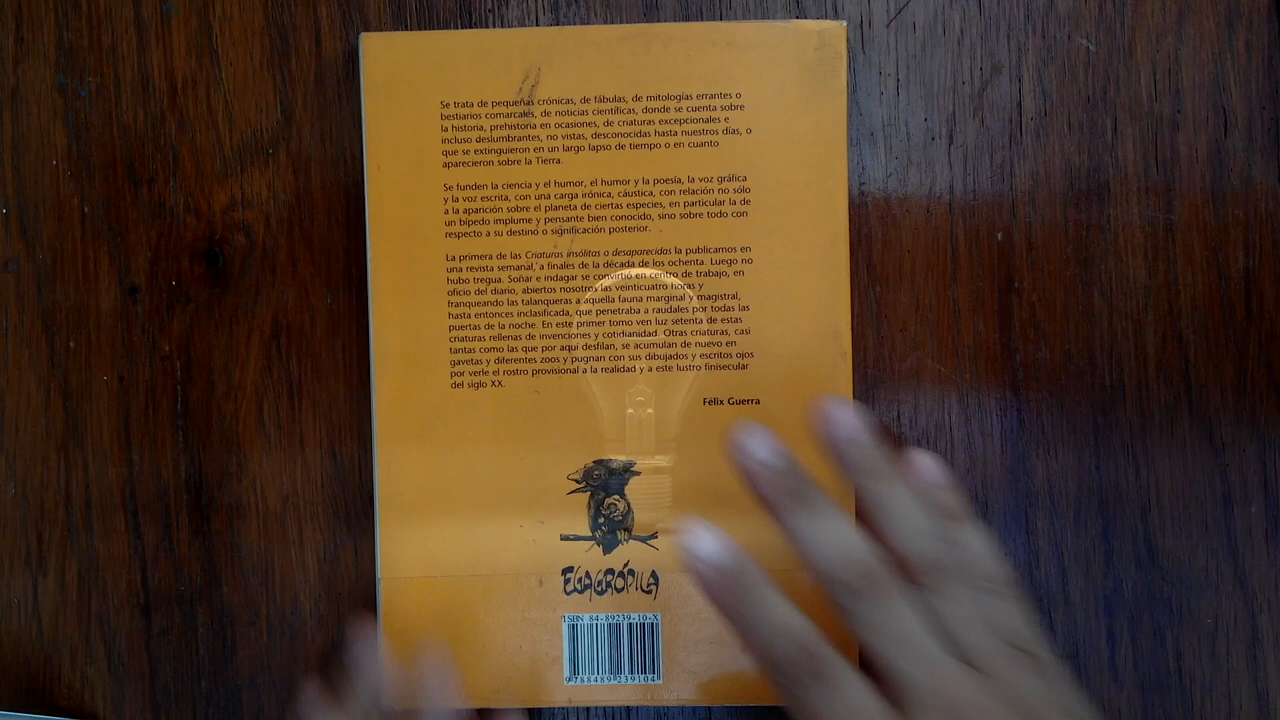 Se trata de pequeñas crónicas, de fábulas, de mitologías errantes o
bestiarios comarcales, de noticias científicas, donde se cuenta sobre
la historia, prehistoria en ocasiones, de criaturas excepcionales e
incluso deslumbrantes, no vistas, desconocidas hasta nuestros días, o
que se extinguieron en un largo lapso de tiempo o en cuanto
aparecieron sobre la Tierra.
Se funden la ciencia y el humor, el humor y la poesía, la voz gráfica
y la voz escrita, con una carga irónica, cáustica, con relación no sólo
a la aparición sobre el planeta de ciertas especies, en particular la de
un bípedo implume y pensante bien conocido, sino sobre todo con
respecto a su destino o significación posterior.
La primera de las Criaturas insólitas o desaparecidas la publicamos en
una revista semanal, a finales de la década de los ochenta. Luego no
hubo tregua. Soñar e indagar se convirtió en centro de trabajo, en
oficio del diario, abiertos nosotros las veinticuatro horas y
franqueando las talanqueras a aquella fauna marginal y magistral,
hasta entonces inclasificada, que penetraba a raudales por todas las
puertas de la noche. En este primer tomo ven luz setenta de estas
criaturas rellenas de invenciones y cotidianidad. Otras criaturas, casi
tantas como las que por aquí desfilan, se acumulan de nuevo en
gavetas y diferentes zoos y pugnan con sus dibujados y escritos ojos
por verle el rostro provisional a la realidad y a este lustro finisecular
del siglo XX.
Félix Guerra
EGAGRÓPILA
ISBN 84-89239-10-X
9 788489 239104